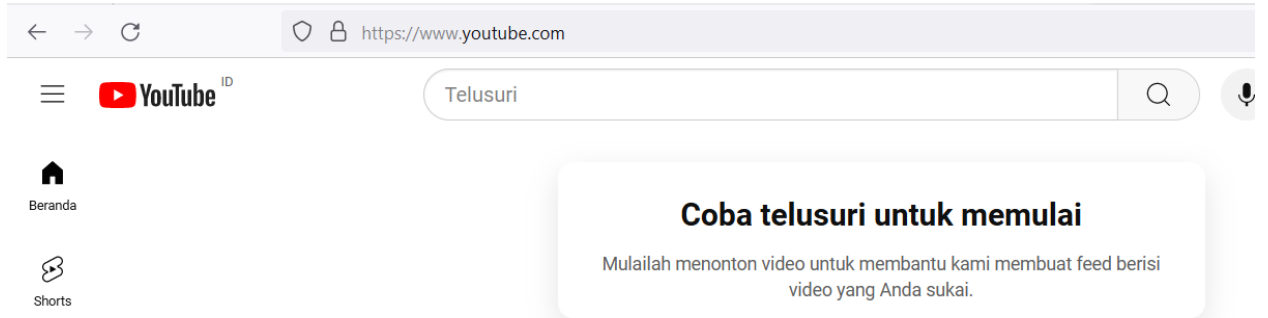 https://www.youtube.com
YouTube ID
Telusuri
Beranda
Coba telusuri untuk memulai
Mulailah menonton video untuk membantu kami membuat feed berisi
video yang Anda sukai.
Shorts